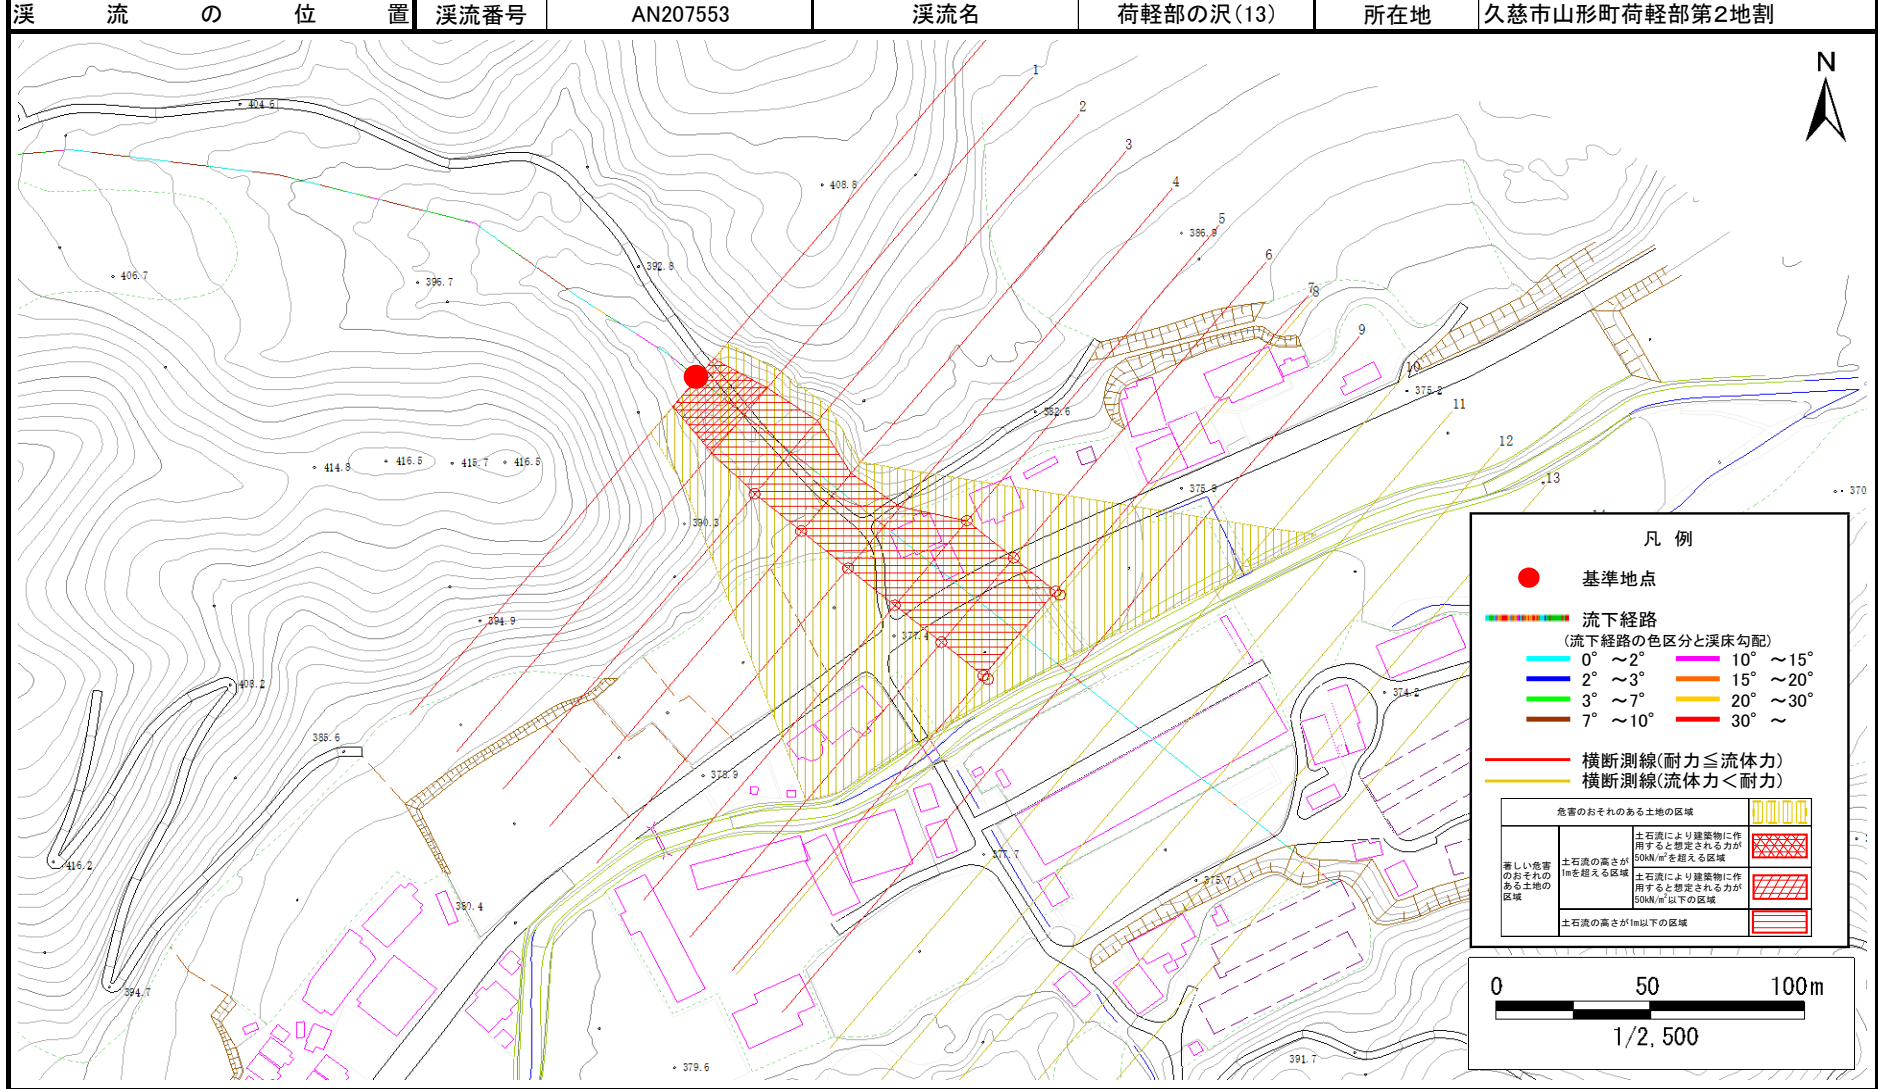 渓流の位置 渓流番号 AN207553 渓流名 荷軽部の沢(13) 所在地 久慈市山形町荷軽部第2地割
N
1
2
3
4
5
6
7
8
9
10
11
12
13
404.6
408.8
406.7
392.8
396.7
386.9
382.6
375.2
375.9
414.8
416.5
415.7
416.5
390.3
394.9
377.4
408.2
385.6
378.9
374.2
416.2
377.7
375.7
380.4
394.7
379.6
391.7
370
凡 例
基準地点
流下経路
(流下経路の色区分と渓床勾配)
0° ~2° 10° ~15°
2° ~3° 15° ~20°
3° ~7° 20° ~30°
7° ~10° 30° ~
横断測線(耐力≦流体力)
横断測線(流体力<耐力)
危害のおそれのある土地の区域
著しい危害
のおそれの
ある土地の
区域
土石流の高さが
1mを超える区域
土石流により建築物に作
用すると想定される力が
50kN/m²を超える区域
土石流により建築物に作
用すると想定される力が
50kN/m²以下の区域
土石流の高さが1m以下の区域
0 50 100m
1/2,500